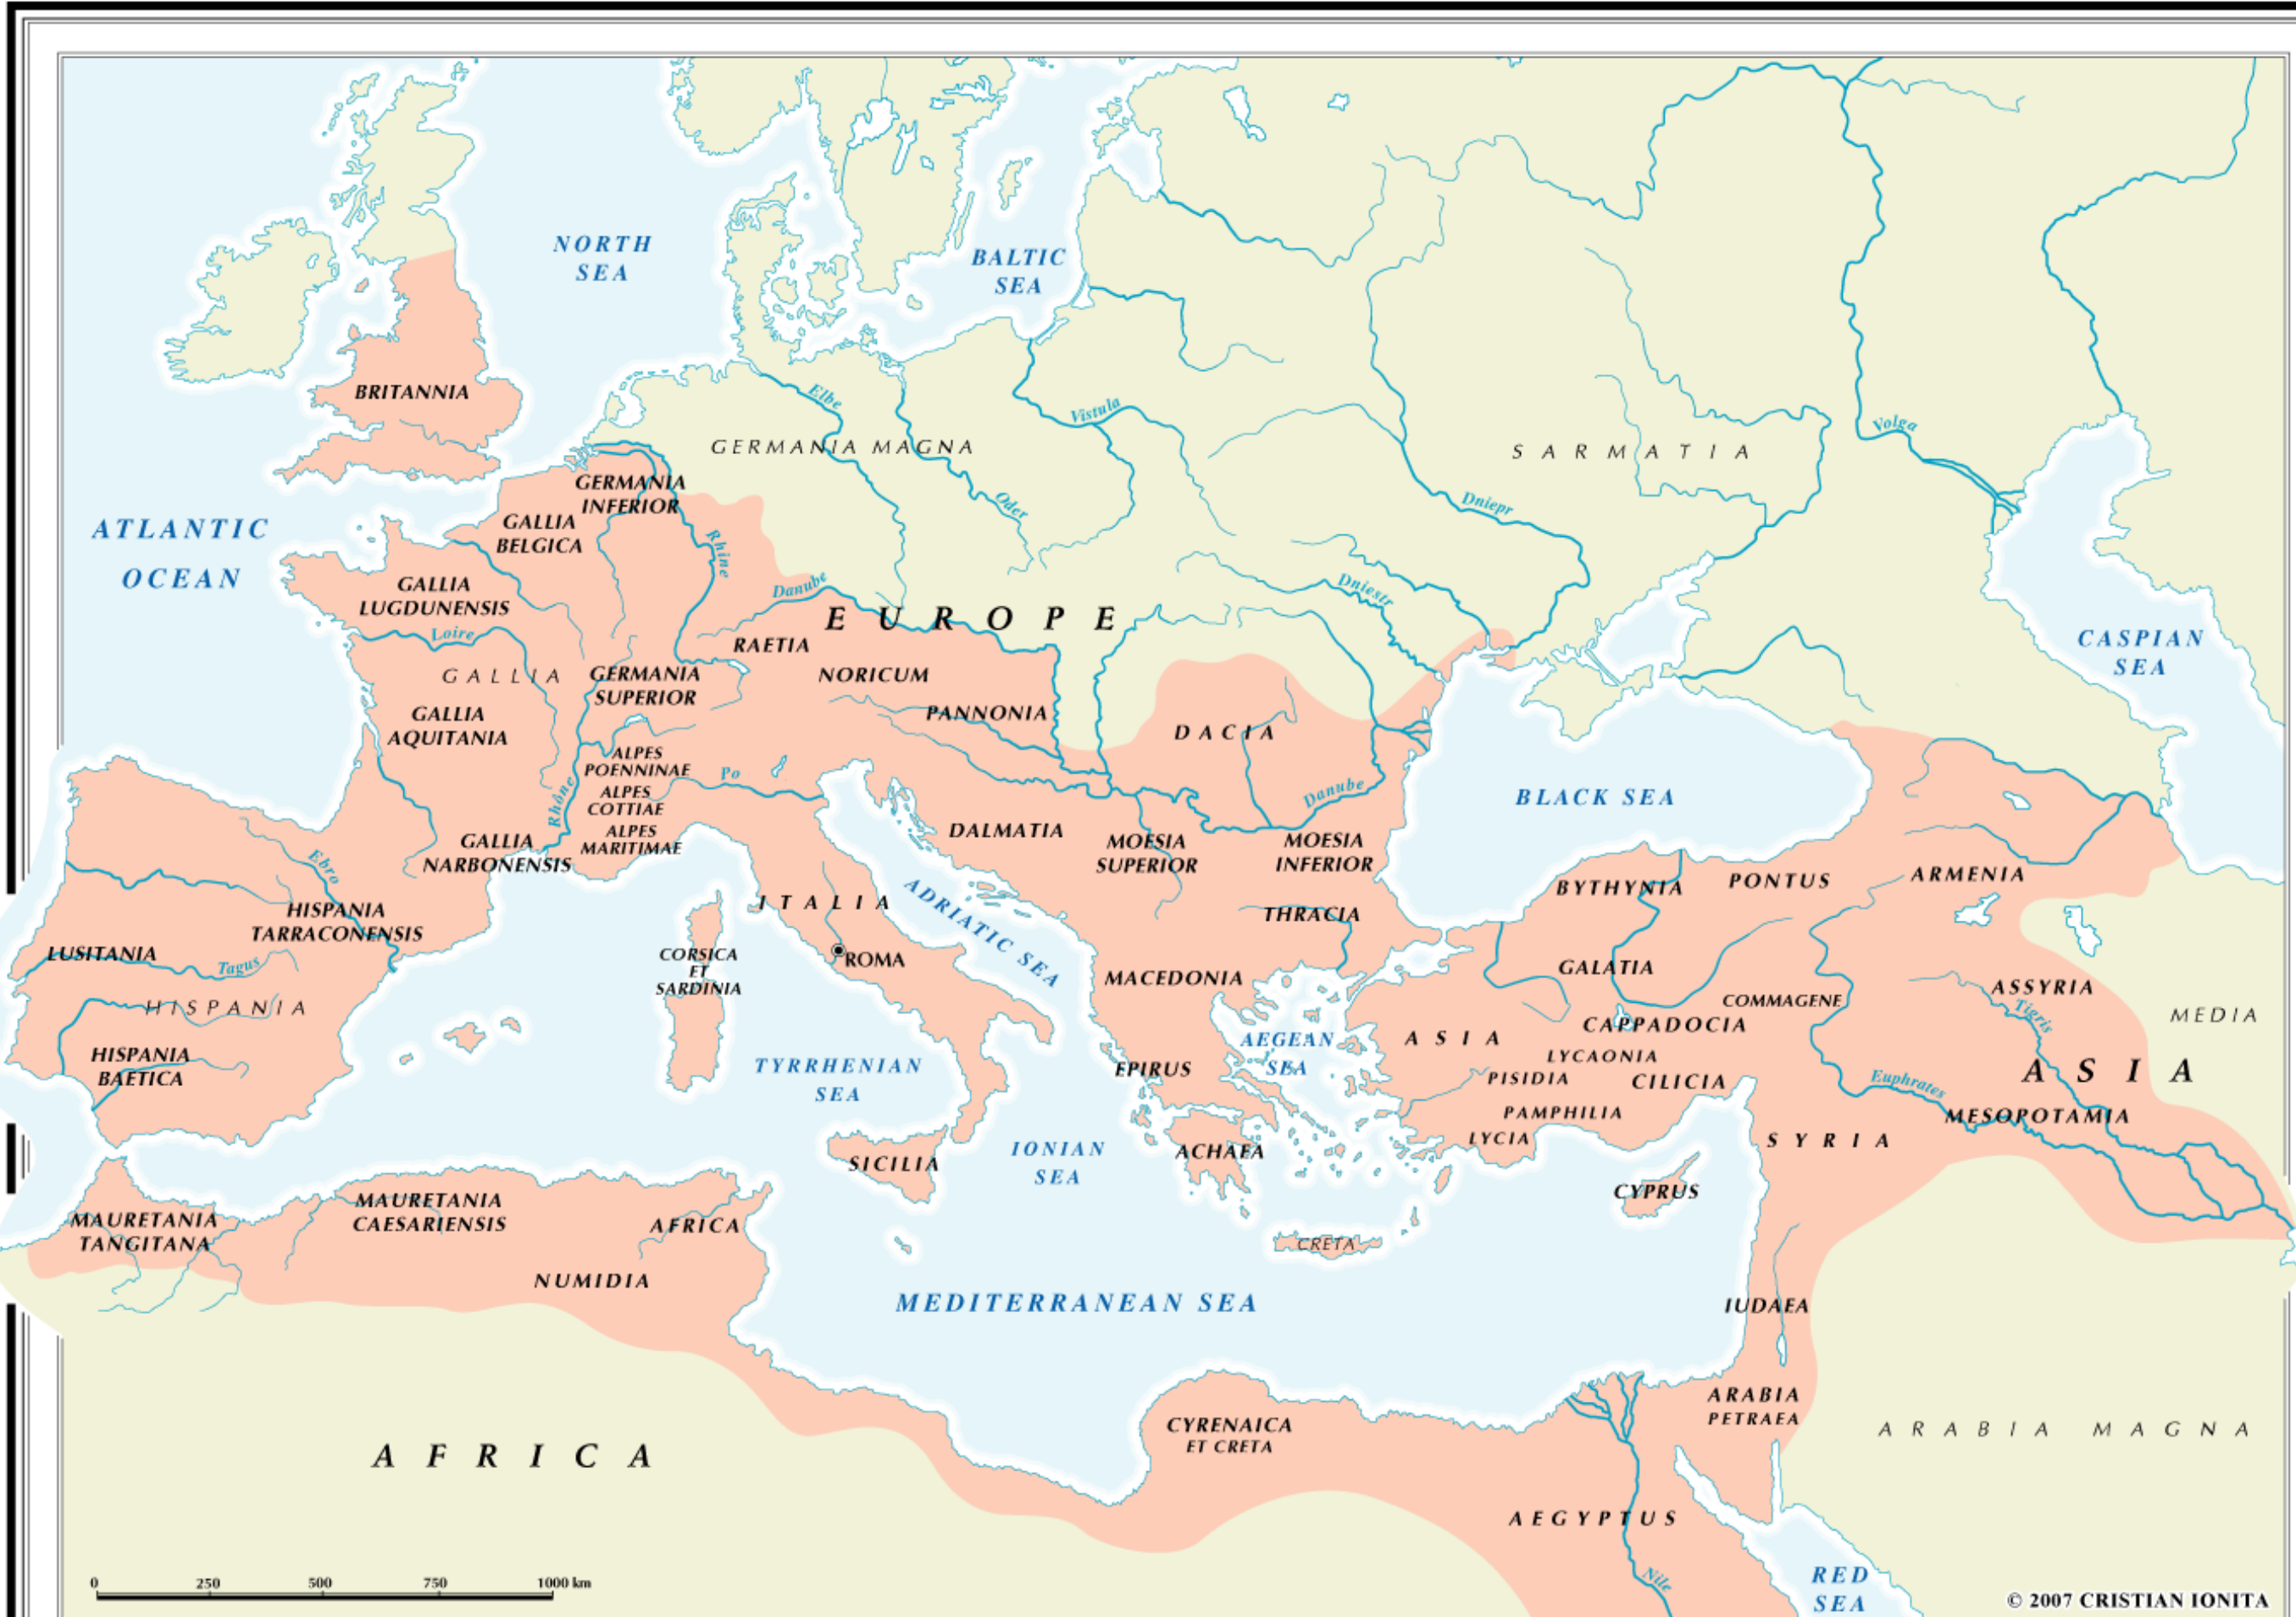 NORTH
SEA
BALTIC
SEA
BRITANNIA
Elbe
Vistula
Volga
GERMANIA MAGNA
SARMATIA
GERMANIA
INFERIOR
Oder
Dniepr
ATLANTIC
OCEAN
GALLIA
BELGICA
Rhine
GALLIA
LUGDUNENSIS
Danube
Dniestr
EUROPE
Loire
RAETIA
CASPIAN
SEA
GALLIA
GERMANIA
SUPERIOR
NORICUM
GALLIA
AQUITANIA
PANNONIA
DACIA
ALPES
POENNINAE
Po
ALPES
COTTIAE
Rhône
Danube
BLACK SEA
ALPES
MARITIMAE
DALMATIA
GALLIA
NARBONENSIS
MOESIA
SUPERIOR
MOESIA
INFERIOR
Ebro
BYTHYNIA
PONTUS
ARMENIA
ITALIA
ADRIATIC SEA
HISPANIA
TARRACONENSIS
THRACIA
LUSITANIA
Tagus
CORSICA
ET
SARDINIA
ROMA
MACEDONIA
GALATIA
ASSYRIA
HISPANIA
COMMAGENE
Tigris
MEDIA
CAPPADOCIA
AEGEAN
SEA
ASIA
HISPANIA
BAETICA
TYRRHENIAN
SEA
EPIRUS
LYCAONIA
PISIDIA
CILICIA
Euphrates
ASIA
PAMPHILIA
MESOPOTAMIA
LYCIA
SYRIA
IONIAN
SEA
ACHAEA
SICILIA
CYPRUS
MAURETANIA
TANGITANA
MAURETANIA
CAESARIENSIS
AFRICA
CRETA
NUMIDIA
MEDITERRANEAN SEA
IUDAEA
ARABIA
PETRAEA
CYRENAICA
ET CRETA
ARABIA MAGNA
AFRICA
AEGYPTUS
Nile
RED
SEA
0 250 500 750 1000 km
© 2007 CRISTIAN IONITA